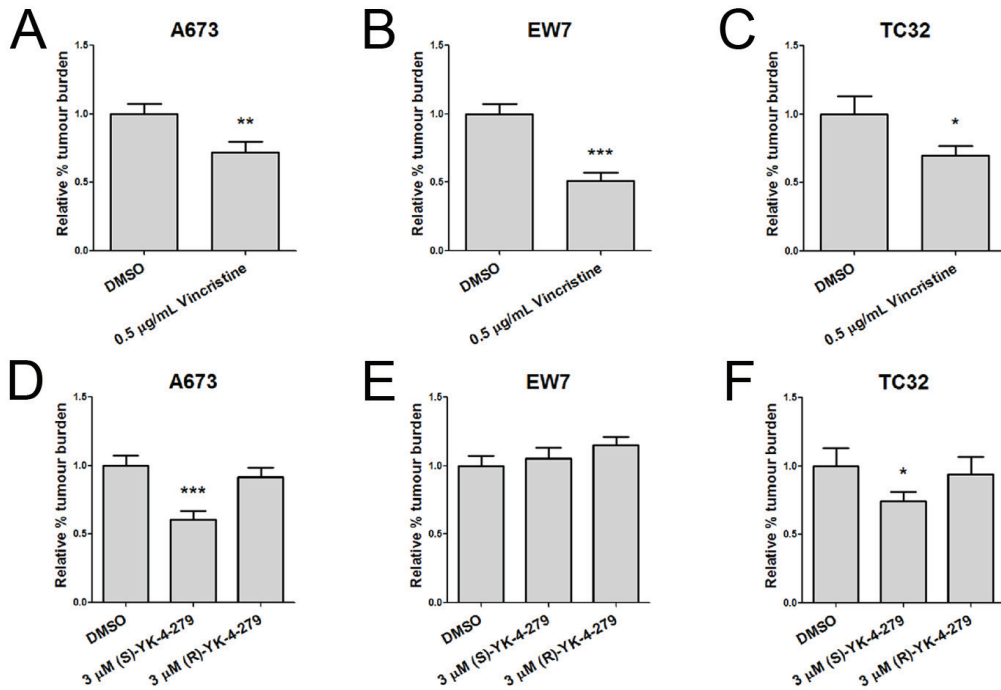 A
A673
Relative % tumour burden
1.5
1.0
0.5
0.0
**
DMSO
0.5 µg/mL Vincristine
B
EW7
Relative % tumour burden
1.5
1.0
0.5
0.0
***
DMSO
0.5 µg/mL Vincristine
C
TC32
Relative % tumour burden
1.5
1.0
0.5
0.0
*
DMSO
0.5 µg/mL Vincristine
D
A673
Relative % tumour burden
1.5
1.0
0.5
0.0
***
DMSO
3 µM (S)-YK-4-279
3 µM (R)-YK-4-279
E
EW7
Relative % tumour burden
1.5
1.0
0.5
0.0
DMSO
3 µM (S)-YK-4-279
3 µM (R)-YK-4-279
F
TC32
Relative % tumour burden
1.5
1.0
0.5
0.0
*
DMSO
3 µM (S)-YK-4-279
3 µM (R)-YK-4-279